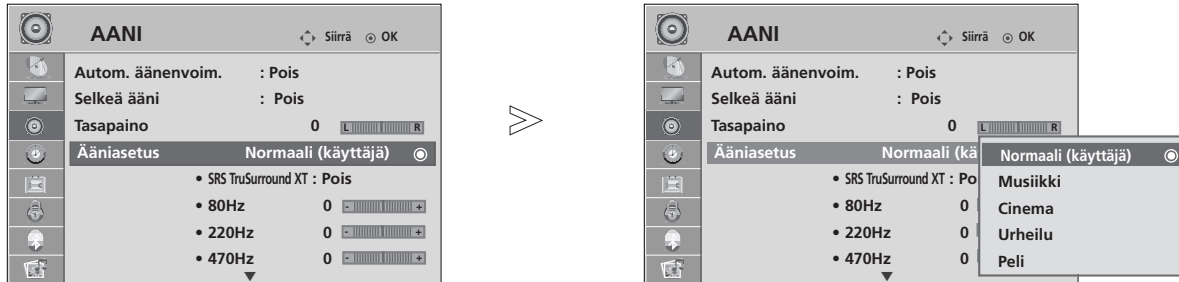 AANI Siirrä OK
Autom. äänenvoim. : Pois
Selkeä ääni : Pois
Tasapaino 0 L R
Ääniasetus Normaali (käyttäjä)
• SRS TruSurround XT : Pois
• 80Hz 0 - +
• 220Hz 0 - +
• 470Hz 0 - +
AANI Siirrä OK
Autom. äänenvoim. : Pois
Selkeä ääni : Pois
Tasapaino 0 L R
Ääniasetus Normaali (kä
• SRS TruSurround XT : Po
• 80Hz 0
• 220Hz 0
• 470Hz 0
Normaali (käyttäjä)
Musiikki
Cinema
Urheilu
Peli